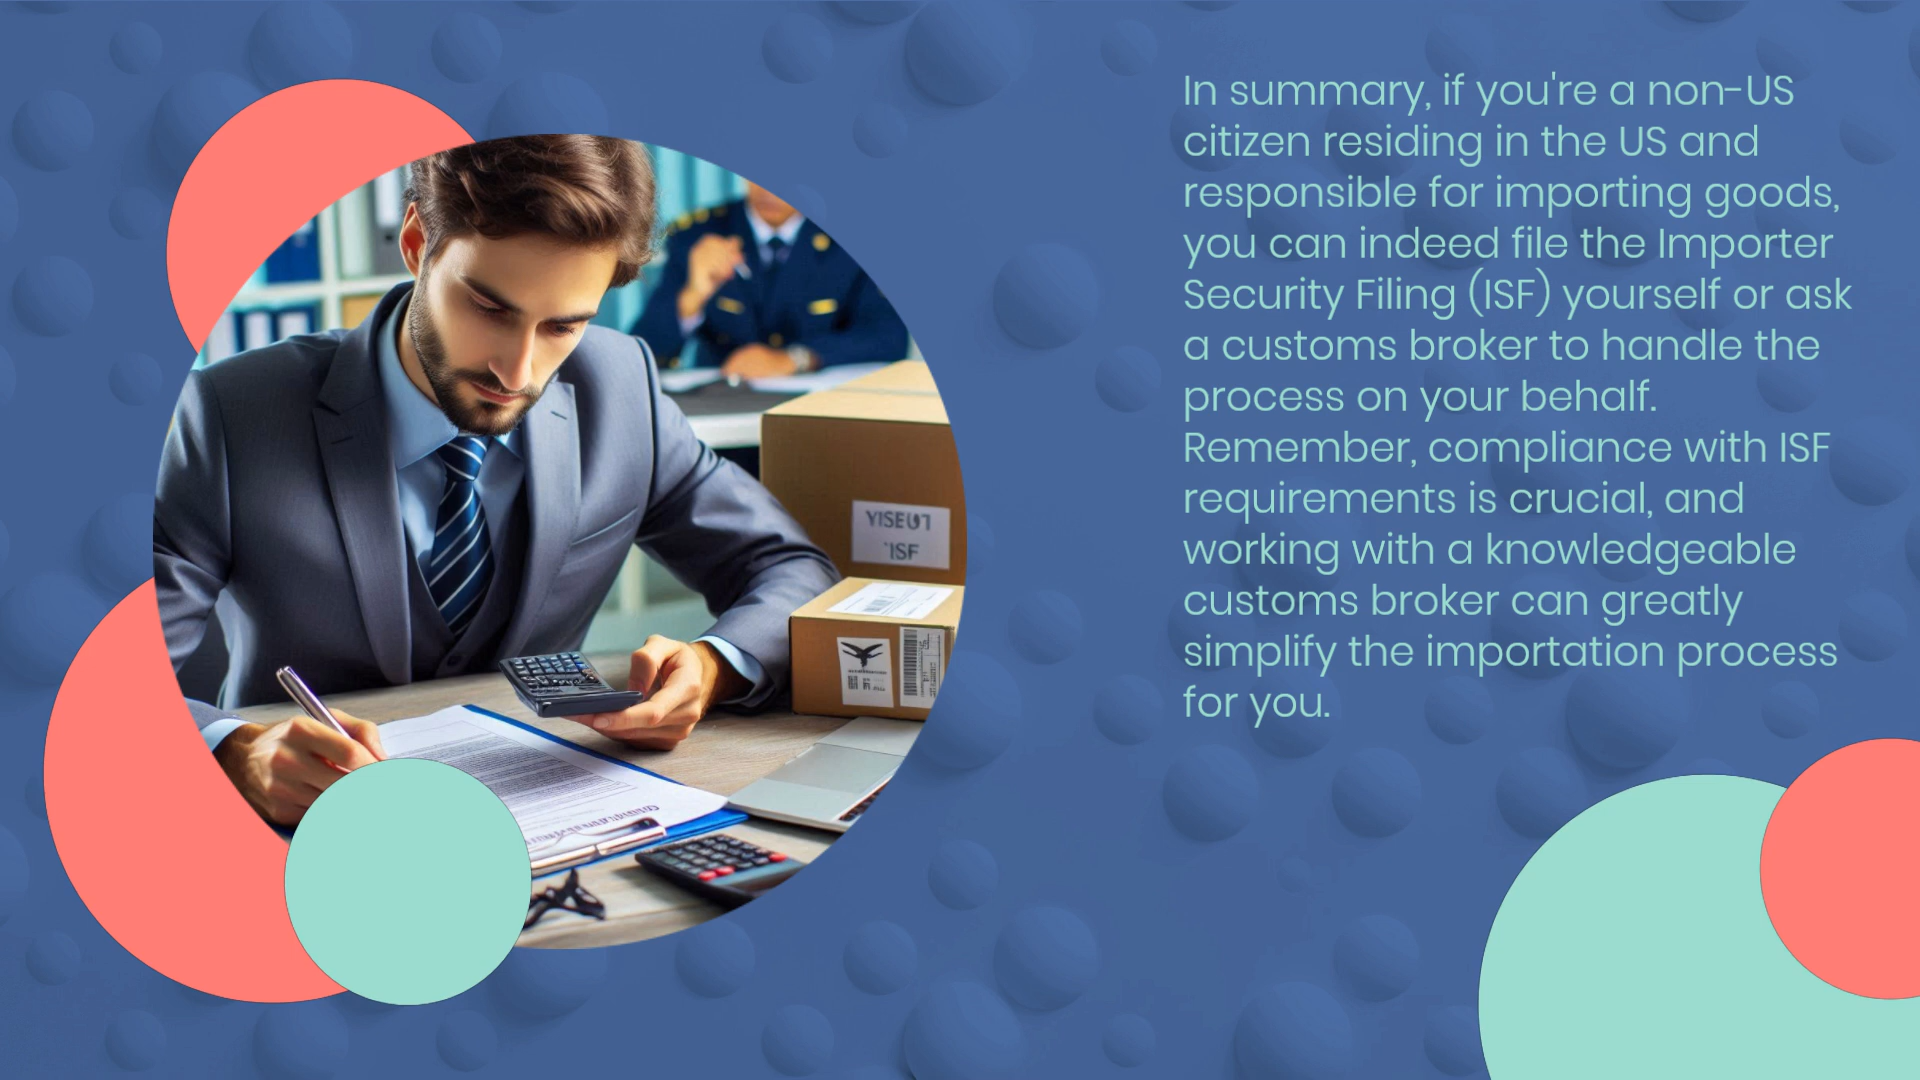 In summary, if you're a non-US
citizen residing in the US and
responsible for importing goods,
you can indeed file the Importer
Security Filing (ISF) yourself or ask
a customs broker to handle the
process on your behalf.
Remember, compliance with ISF
requirements is crucial, and
working with a knowledgeable
customs broker can greatly
simplify the importation process
for you.
ISF